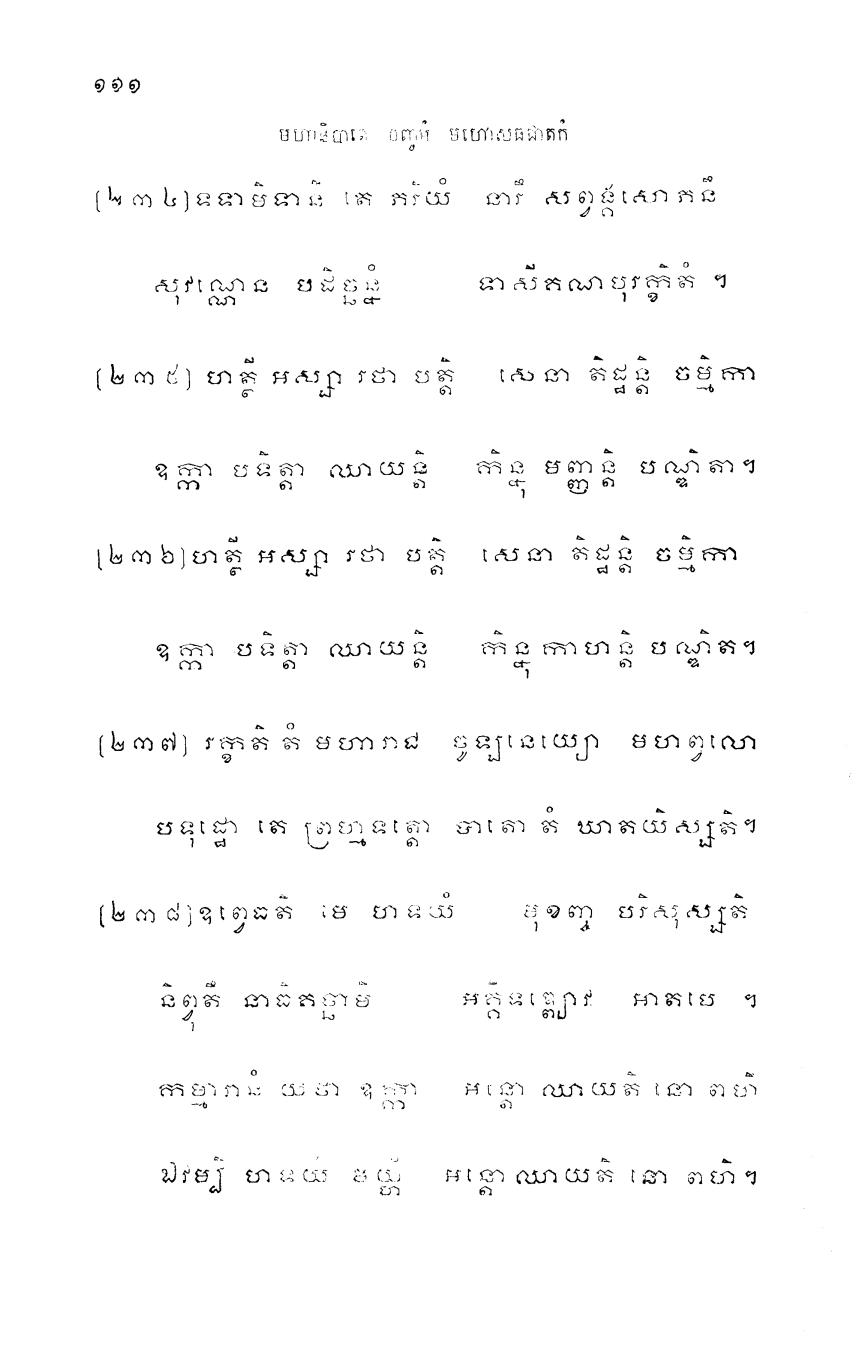 ១១១
មហានិបាតេ បញ្ចមំ មហោសធជាតកំ
[២៣៤] ទទាមិទានិ តេ ភរិយំ នារឹ សព្វង្គសោភនឹ
សុវណ្ណេន បដិច្ឆន្នំ ទាសីគណបុរក្ខិតំ ។
[២៣៥] ហត្ថី អស្សា រថា បត្តិ សេនា តិដ្ឋន្តិ ចម្មិកា
ឧក្កា បទិត្តា ឈាយន្តិ កិន្នុ មញ្ញន្តិ បណ្ឌិតា។
[២៣៦] ហត្ថី អស្សា រថា បត្តិ សេនា តិដ្ឋន្តិ ចម្មិកា
ឧក្កា បទិត្តា ឈាយន្តិ កិន្នុ កាហន្តិ បណ្ឌិត។
[២៣៧] រក្ខតិ តំ មហារាជ ចូឡនេយ្យោ មហព្វលោ
បទុដ្ឋោ តេ ព្រហ្មទត្តោ បាតោ តំ ឃាតយិស្សតិ។
[២៣៨] ឧព្វេធតិ មេ ហទយំ មុខញ្ច បរិសុស្សតិ
និព្វុតឹ នាធិគច្ឆាមិ អគ្គិទឌ្ឍោវ អាតបេ ។
កម្មារានំ យថា ឧក្កា អន្តោ ឈាយតិ នោ ពហិ
ឯវម្បិ ហទយំ មយ្ហំ អន្តោ ឈាយតិ នោ ពហិ។